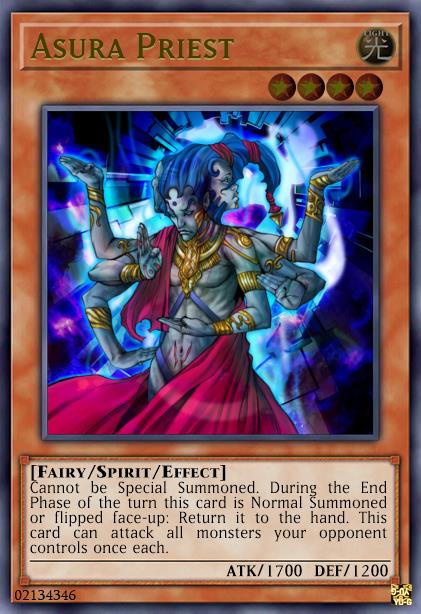 ASURA PRIEST
LIGHT
光
[FAIRY/SPIRIT/EFFECT]
Cannot be Special Summoned. During the End
Phase of the turn this card is Normal Summoned
or flipped face-up: Return it to the hand. This
card can attack all monsters your opponent
controls once each.
ATK/1700 DEF/1200
02134346